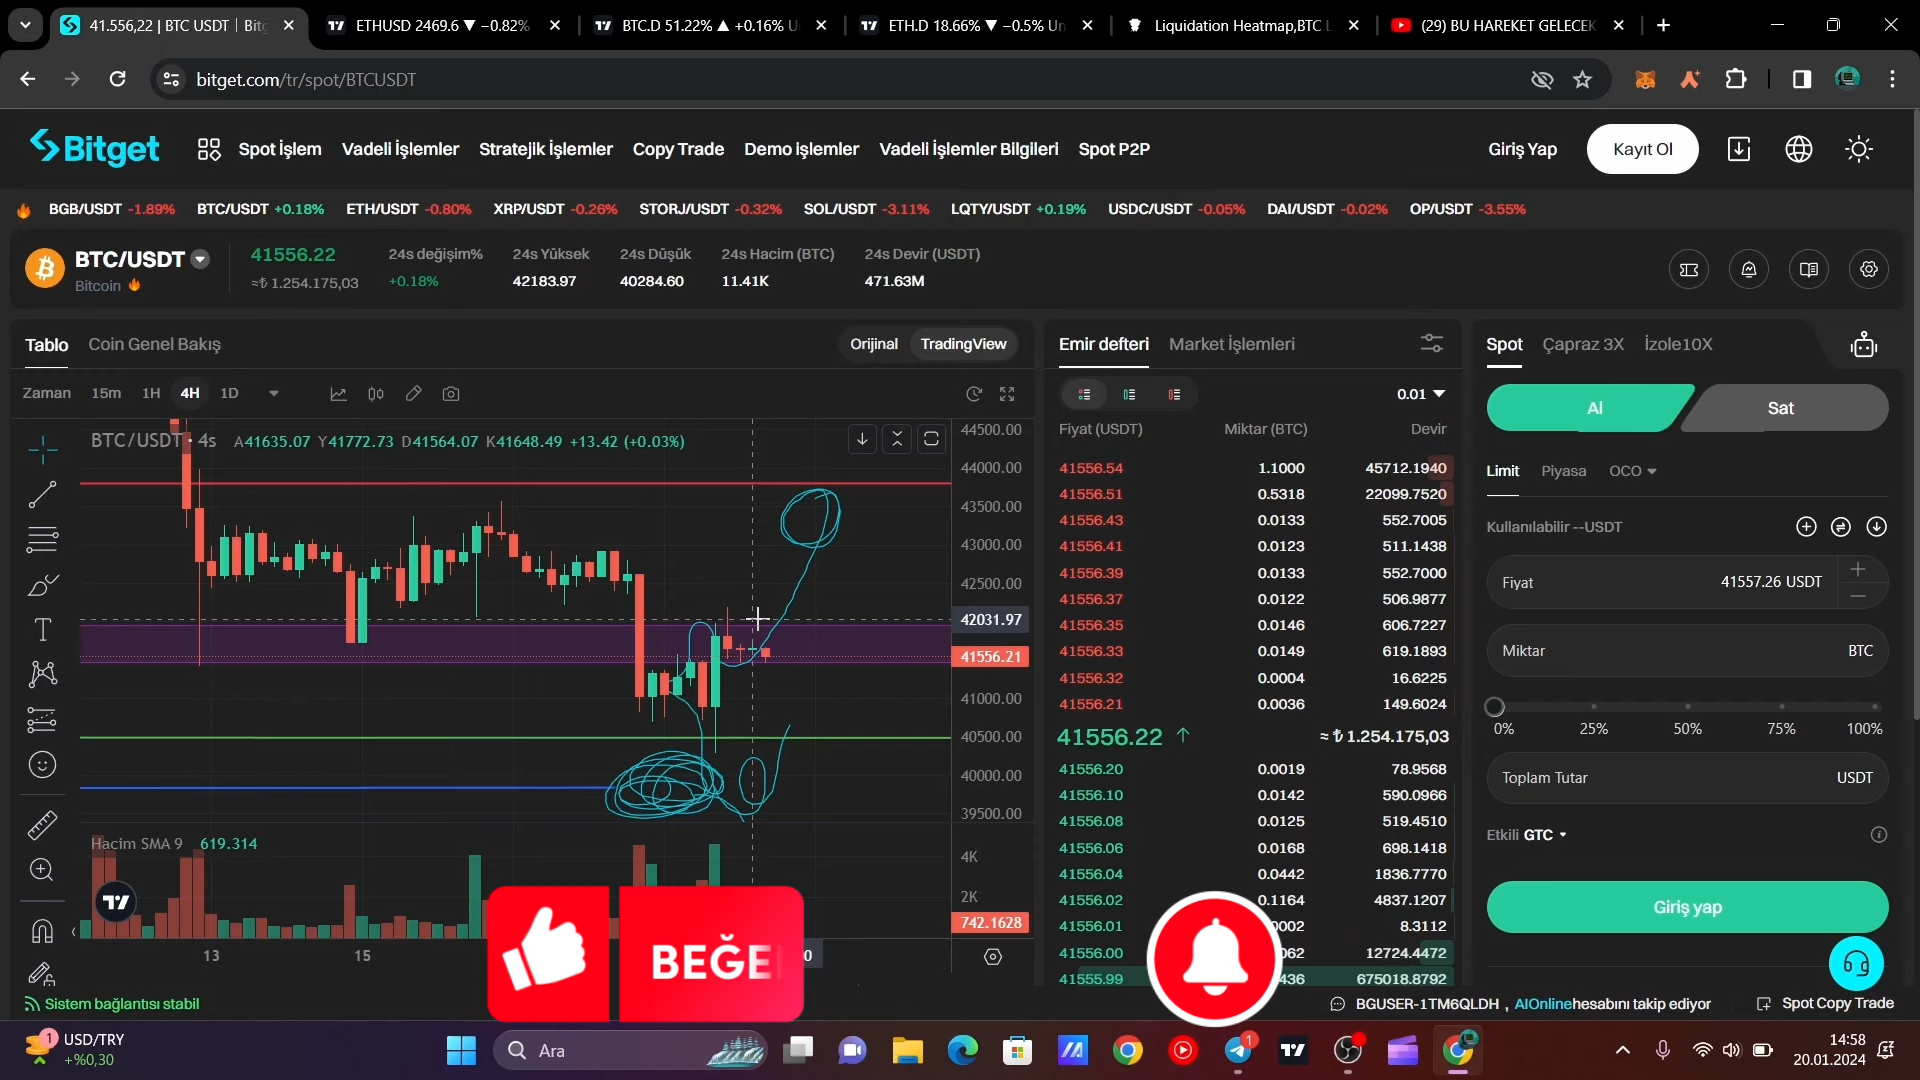 41.556,22 | BTC USDT | Bitg
ETHUSD 2469.6 ▼ −0.82%
BTC.D 51.22% ▲ +0.16% U
ETH.D 18.66% ▼ −0.5% Un
Liquidation Heatmap,BTC L
(29) BU HAREKET GELECEK
bitget.com/tr/spot/BTCUSDT
Bitget
Spot İşlem
Vadeli İşlemler
Stratejik İşlemler
Copy Trade
Demo İşlemler
Vadeli İşlemler Bilgileri
Spot P2P
Giriş Yap
Kayıt Ol
BGB/USDT -1.89% BTC/USDT +0.18% ETH/USDT -0.80% XRP/USDT -0.26% STORJ/USDT -0.32% SOL/USDT -3.11% LQTY/USDT +0.19% USDC/USDT -0.05% DAI/USDT -0.02% OP/USDT -3.55%
BTC/USDT
Bitcoin
41556.22
≈₺ 1.254.175,03
24s değişim%
+0.18%
24s Yüksek
42183.97
24s Düşük
40284.60
24s Hacim (BTC)
11.41K
24s Devir (USDT)
471.63M
Tablo
Coin Genel Bakış
Orijinal
TradingView
Zaman 15m 1H 4H 1D
BTC/USDT · 4s A41635.07 Y41772.73 D41564.07 K41648.49 +13.42 (+0.03%)
44500.00
44000.00
43500.00
43000.00
42500.00
42031.97
41556.21
41000.00
40500.00
40000.00
39500.00
Hacim SMA 9 619.314
4K
2K
742.1628
13
15
0
BEĞE
Emir defteri
Market İşlemleri
0.01
Fiyat (USDT) Miktar (BTC) Devir
41556.54 1.1000 45712.1940
41556.51 0.5318 22099.7520
41556.43 0.0133 552.7005
41556.41 0.0123 511.1438
41556.39 0.0133 552.7000
41556.37 0.0122 506.9877
41556.35 0.0146 606.7227
41556.33 0.0149 619.1893
41556.32 0.0004 16.6225
41556.21 0.0036 149.6024
41556.22 ↑ ≈ ₺ 1.254.175,03
41556.20 0.0019 78.9568
41556.10 0.0142 590.0966
41556.08 0.0125 519.4510
41556.06 0.0168 698.1418
41556.04 0.0442 1836.7770
41556.02 0.1164 4837.1207
41556.01 0002 8.3112
41556.00 062 12724.4472
41555.99 436 675018.8792
Spot
Çapraz 3X
İzole10X
Al
Sat
Limit
Piyasa
OCO
Kullanılabilir --USDT
Fiyat 41557.26 USDT
Miktar BTC
0% 25% 50% 75% 100%
Toplam Tutar USDT
Etkili GTC
Giriş yap
Sistem bağlantısı stabil
BGUSER-1TM6QLDH , AIOnlinehesabını takip ediyor
Spot Copy Trade
1
USD/TRY
+%0,30
Ara
1
14:58
20.01.2024